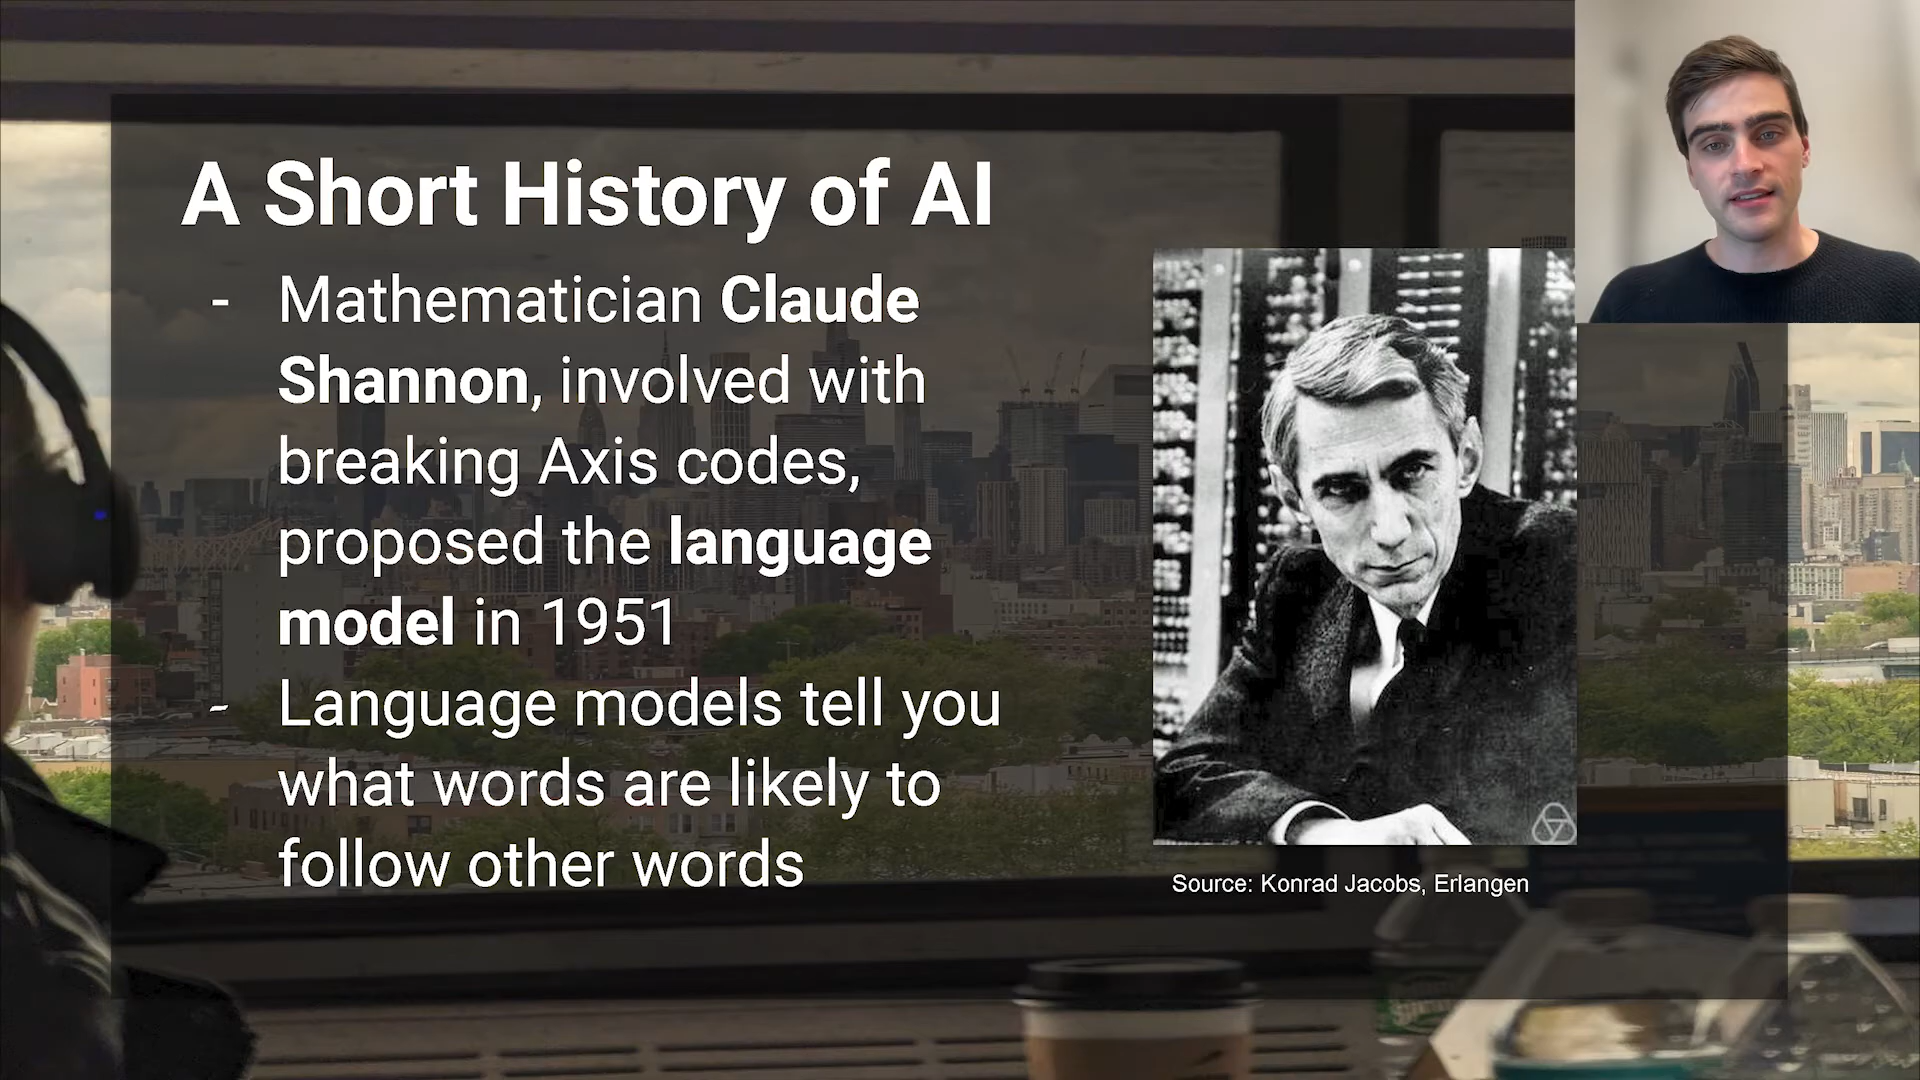 A Short History of AI
- Mathematician Claude
Shannon, involved with
breaking Axis codes,
proposed the language
model in 1951
- Language models tell you
what words are likely to
follow other words
Source: Konrad Jacobs, Erlangen